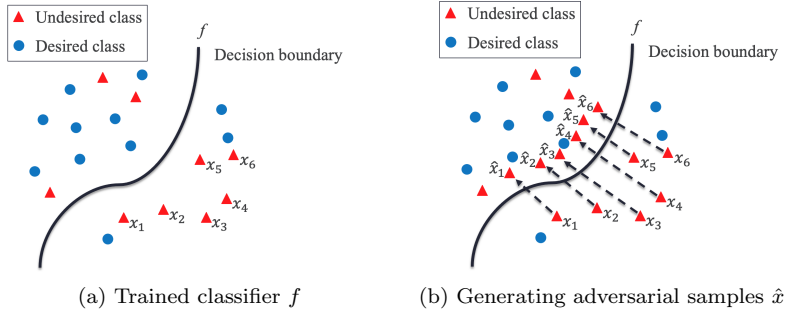 Undesired class
Desired class
f
Decision boundary
x₅
x₆
x₁
x₂
x₃
x₄
(a) Trained classifier f
Undesired class
Desired class
f
Decision boundary
x̂₆
x̂₅
x̂₄
x̂₃
x̂₂
x̂₁
x₅
x₆
x₄
x₁
x₂
x₃
(b) Generating adversarial samples x̂